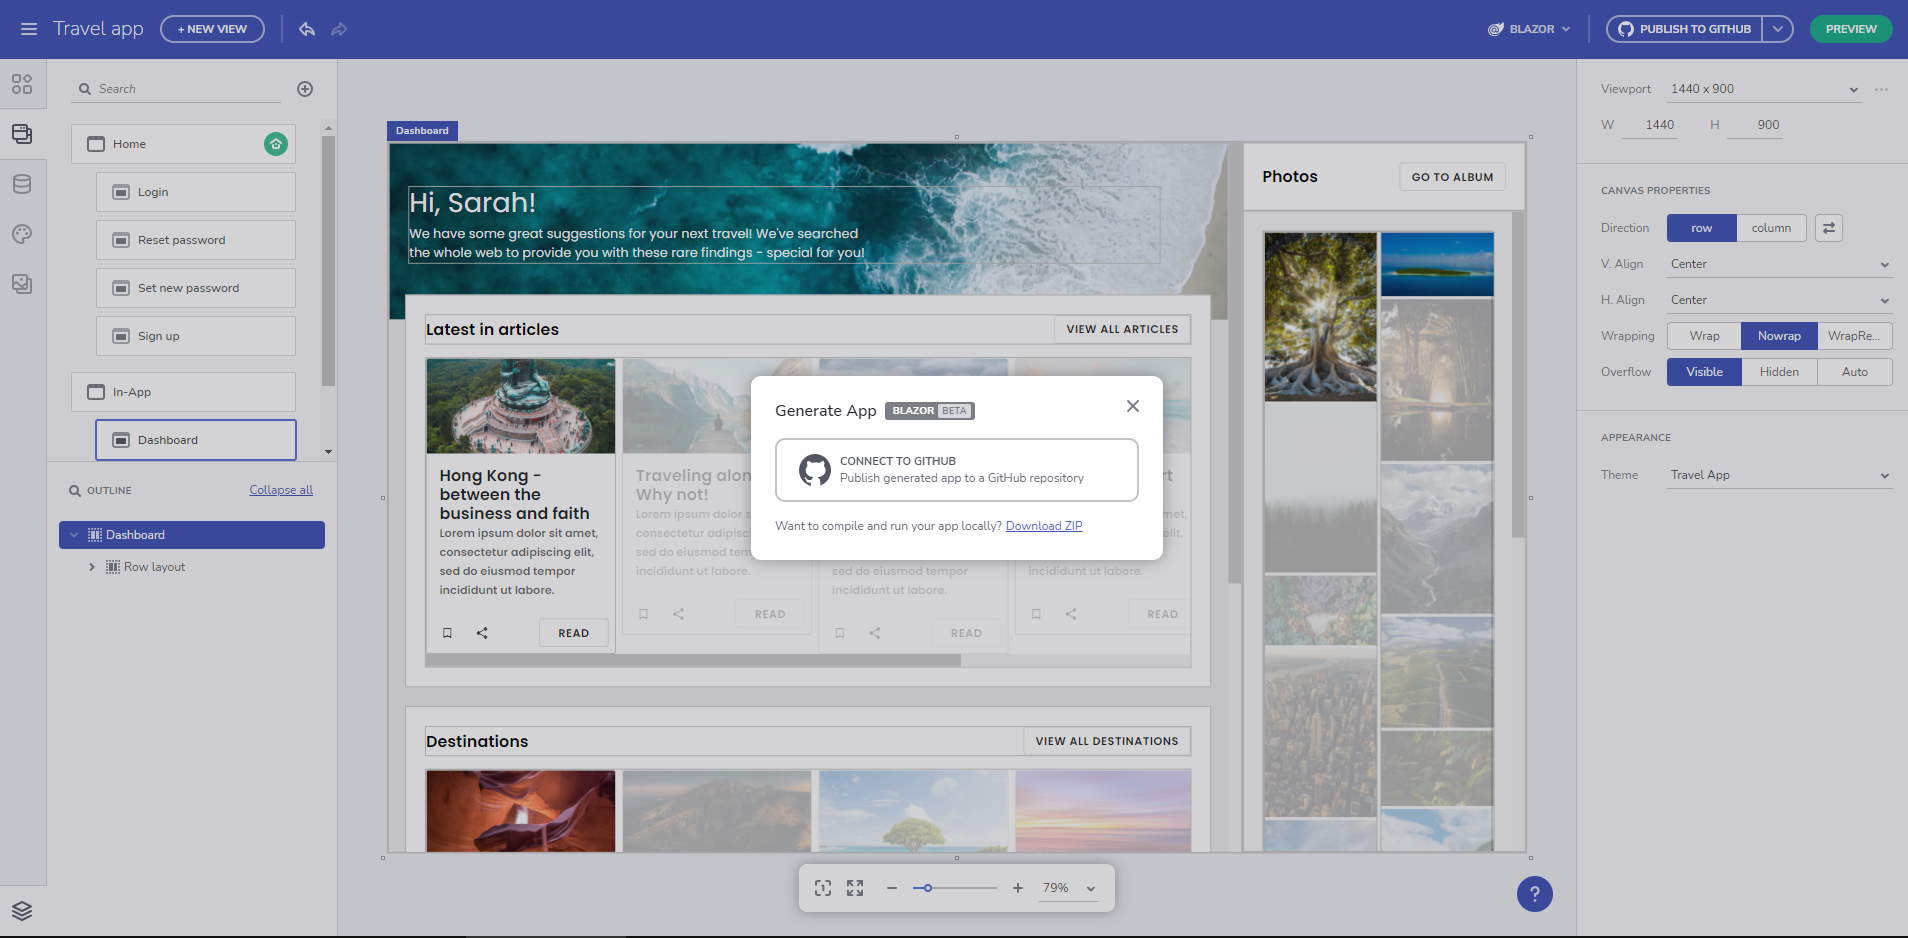 Travel app
+ NEW VIEW
BLAZOR
PUBLISH TO GITHUB
PREVIEW
Search
Home
Login
Reset password
Set new password
Sign up
In-App
Dashboard
OUTLINE
Collapse all
Dashboard
Row layout
Dashboard
Hi, Sarah!
We have some great suggestions for your next travel! We've searched
the whole web to provide you with these rare findings - special for you!
Latest in articles
VIEW ALL ARTICLES
Hong Kong -
between the
business and faith
Lorem ipsum dolor sit amet,
consectetur adipiscing elit,
sed do eiusmod tempor
incididunt ut labore.
READ
Traveling alon
Why not!
Lorem ipsum dolor s
consectetur adipisc
sed do eiusmod tem
incididunt ut labore.
READ
sed do eiusmod tempor
incididunt ut labore.
READ
rt
met,
elit,
incididunt ut labore.
READ
Generate App
BLAZOR BETA
CONNECT TO GITHUB
Publish generated app to a GitHub repository
Want to compile and run your app locally? Download ZIP
Destinations
VIEW ALL DESTINATIONS
Photos
GO TO ALBUM
79%
?
Viewport
1440 x 900
W 1440 H 900
CANVAS PROPERTIES
Direction row column
V. Align Center
H. Align Center
Wrapping Wrap Nowrap WrapRe...
Overflow Visible Hidden Auto
APPEARANCE
Theme Travel App